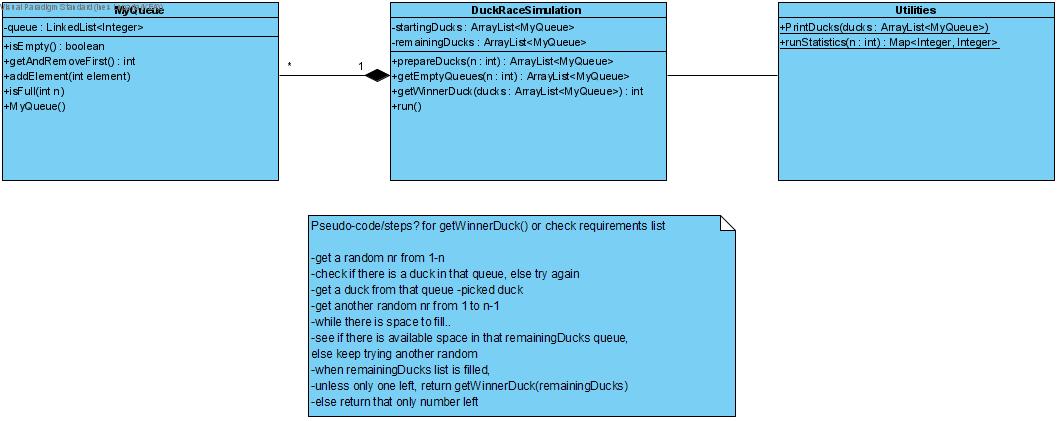 Visual Paradigm Standard
MyQueue
-queue : LinkedList<Integer>
+isEmpty() : boolean
+getAndRemoveFirst() : int
+addElement(int element)
+isFull(int n)
+MyQueue()
*
1
DuckRaceSimulation
-startingDucks : ArrayList<MyQueue>
-remainingDucks : ArrayList<MyQueue>
+prepareDucks(n : int) : ArrayList<MyQueue>
+getEmptyQueues(n : int) : ArrayList<MyQueue>
+getWinnerDuck(ducks : ArrayList<MyQueue>) : int
+run()
Utilities
+PrintDucks(ducks : ArrayList<MyQueue>)
+runStatistics(n : int) : Map<Integer, Integer>
Pseudo-code/steps? for getWinnerDuck() or check requirements list
-get a random nr from 1-n
-check if there is a duck in that queue, else try again
-get a duck from that queue -picked duck
-get another random nr from 1 to n-1
-while there is space to fill..
-see if there is available space in that remainingDucks queue,
else keep trying another random
-when remainingDucks list is filled,
-unless only one left, return getWinnerDuck(remainingDucks)
-else return that only number left